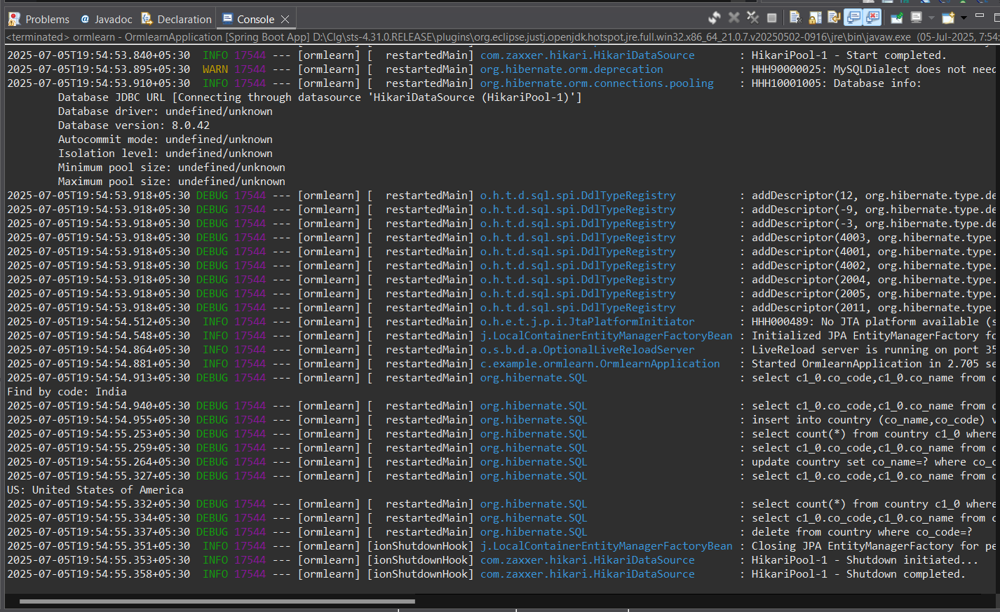 Problems Javadoc Declaration Console
<terminated> ormlearn - OrmlearnApplication [Spring Boot App] D:\Clg\sts-4.31.0.RELEASE\plugins\org.eclipse.justj.openjdk.hotspot.jre.full.win32.x86_64_21.0.7.v20250502-0916\jre\bin\javaw.exe (05-Jul-2025, 7:54:
2025-07-05T19:54:53.840+05:30 INFO 17544 --- [ormlearn] [ restartedMain] com.zaxxer.hikari.HikariDataSource : HikariPool-1 - Start completed.
2025-07-05T19:54:53.895+05:30 WARN 17544 --- [ormlearn] [ restartedMain] org.hibernate.orm.deprecation : HHH90000025: MySQLDialect does not need
2025-07-05T19:54:53.910+05:30 INFO 17544 --- [ormlearn] [ restartedMain] org.hibernate.orm.connections.pooling : HHH10001005: Database info:
Database JDBC URL [Connecting through datasource 'HikariDataSource (HikariPool-1)']
Database driver: undefined/unknown
Database version: 8.0.42
Autocommit mode: undefined/unknown
Isolation level: undefined/unknown
Minimum pool size: undefined/unknown
Maximum pool size: undefined/unknown
2025-07-05T19:54:53.918+05:30 DEBUG 17544 --- [ormlearn] [ restartedMain] o.h.t.d.sql.spi.DdlTypeRegistry : addDescriptor(12, org.hibernate.type.de
2025-07-05T19:54:53.918+05:30 DEBUG 17544 --- [ormlearn] [ restartedMain] o.h.t.d.sql.spi.DdlTypeRegistry : addDescriptor(-9, org.hibernate.type.de
2025-07-05T19:54:53.918+05:30 DEBUG 17544 --- [ormlearn] [ restartedMain] o.h.t.d.sql.spi.DdlTypeRegistry : addDescriptor(-3, org.hibernate.type.de
2025-07-05T19:54:53.918+05:30 DEBUG 17544 --- [ormlearn] [ restartedMain] o.h.t.d.sql.spi.DdlTypeRegistry : addDescriptor(4003, org.hibernate.type.
2025-07-05T19:54:53.918+05:30 DEBUG 17544 --- [ormlearn] [ restartedMain] o.h.t.d.sql.spi.DdlTypeRegistry : addDescriptor(4001, org.hibernate.type.
2025-07-05T19:54:53.918+05:30 DEBUG 17544 --- [ormlearn] [ restartedMain] o.h.t.d.sql.spi.DdlTypeRegistry : addDescriptor(4002, org.hibernate.type.
2025-07-05T19:54:53.918+05:30 DEBUG 17544 --- [ormlearn] [ restartedMain] o.h.t.d.sql.spi.DdlTypeRegistry : addDescriptor(2004, org.hibernate.type.
2025-07-05T19:54:53.918+05:30 DEBUG 17544 --- [ormlearn] [ restartedMain] o.h.t.d.sql.spi.DdlTypeRegistry : addDescriptor(2005, org.hibernate.type.
2025-07-05T19:54:53.918+05:30 DEBUG 17544 --- [ormlearn] [ restartedMain] o.h.t.d.sql.spi.DdlTypeRegistry : addDescriptor(2011, org.hibernate.type.
2025-07-05T19:54:54.512+05:30 INFO 17544 --- [ormlearn] [ restartedMain] o.h.e.t.j.p.i.JtaPlatformInitiator : HHH000489: No JTA platform available (s
2025-07-05T19:54:54.548+05:30 INFO 17544 --- [ormlearn] [ restartedMain] j.LocalContainerEntityManagerFactoryBean : Initialized JPA EntityManagerFactory fo
2025-07-05T19:54:54.864+05:30 INFO 17544 --- [ormlearn] [ restartedMain] o.s.b.d.a.OptionalLiveReloadServer : LiveReload server is running on port 35
2025-07-05T19:54:54.881+05:30 INFO 17544 --- [ormlearn] [ restartedMain] c.example.ormlearn.OrmlearnApplication : Started OrmlearnApplication in 2.705 se
2025-07-05T19:54:54.913+05:30 DEBUG 17544 --- [ormlearn] [ restartedMain] org.hibernate.SQL : select c1_0.co_code,c1_0.co_name from c
Find by code: India
2025-07-05T19:54:54.940+05:30 DEBUG 17544 --- [ormlearn] [ restartedMain] org.hibernate.SQL : select c1_0.co_code,c1_0.co_name from c
2025-07-05T19:54:54.955+05:30 DEBUG 17544 --- [ormlearn] [ restartedMain] org.hibernate.SQL : insert into country (co_name,co_code) v
2025-07-05T19:54:55.253+05:30 DEBUG 17544 --- [ormlearn] [ restartedMain] org.hibernate.SQL : select count(*) from country c1_0 where
2025-07-05T19:54:55.259+05:30 DEBUG 17544 --- [ormlearn] [ restartedMain] org.hibernate.SQL : select c1_0.co_code,c1_0.co_name from c
2025-07-05T19:54:55.264+05:30 DEBUG 17544 --- [ormlearn] [ restartedMain] org.hibernate.SQL : update country set co_name=? where co_c
2025-07-05T19:54:55.327+05:30 DEBUG 17544 --- [ormlearn] [ restartedMain] org.hibernate.SQL : select c1_0.co_code,c1_0.co_name from c
US: United States of America
2025-07-05T19:54:55.332+05:30 DEBUG 17544 --- [ormlearn] [ restartedMain] org.hibernate.SQL : select count(*) from country c1_0 where
2025-07-05T19:54:55.334+05:30 DEBUG 17544 --- [ormlearn] [ restartedMain] org.hibernate.SQL : select c1_0.co_code,c1_0.co_name from c
2025-07-05T19:54:55.337+05:30 DEBUG 17544 --- [ormlearn] [ restartedMain] org.hibernate.SQL : delete from country where co_code=?
2025-07-05T19:54:55.351+05:30 INFO 17544 --- [ormlearn] [ionShutdownHook] j.LocalContainerEntityManagerFactoryBean : Closing JPA EntityManagerFactory for pe
2025-07-05T19:54:55.353+05:30 INFO 17544 --- [ormlearn] [ionShutdownHook] com.zaxxer.hikari.HikariDataSource : HikariPool-1 - Shutdown initiated...
2025-07-05T19:54:55.358+05:30 INFO 17544 --- [ormlearn] [ionShutdownHook] com.zaxxer.hikari.HikariDataSource : HikariPool-1 - Shutdown completed.